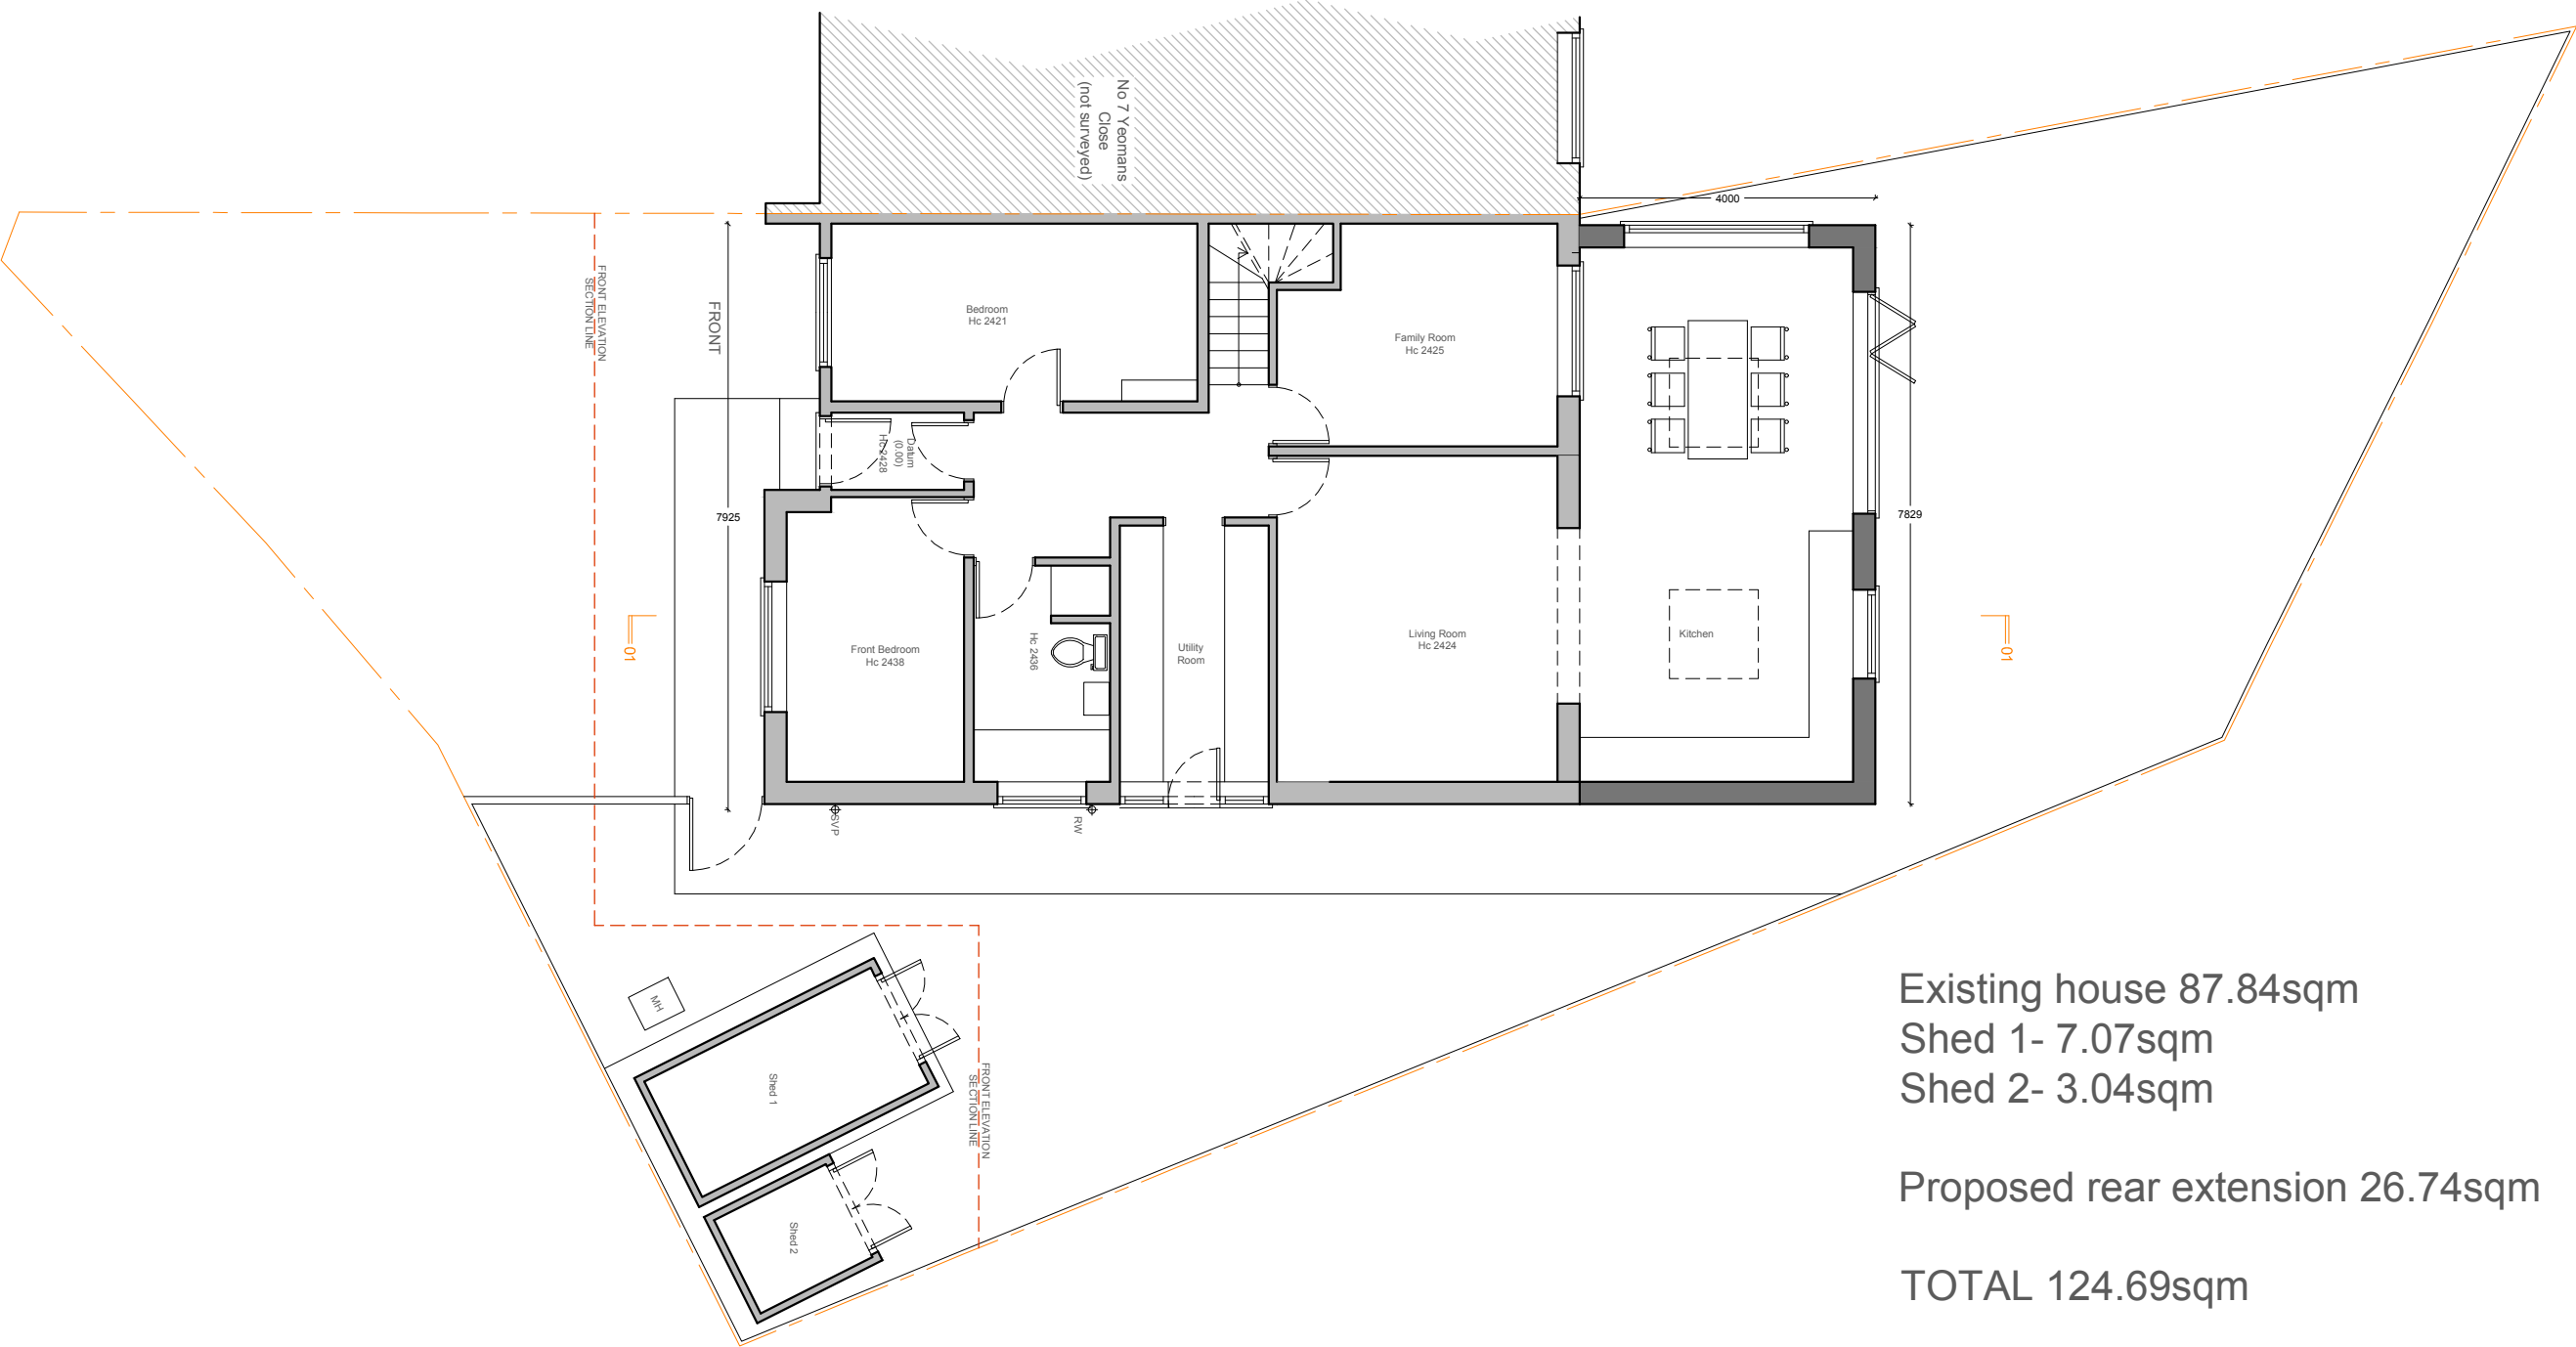 No 7 Yeomans
Close
(not surveyed)
4000
FRONT ELEVATION
SECTION LINE
FRONT
Bedroom
Hc 2421
Family Room
Hc 2425
Datum
(0.00)
Hc 2428
7925
7829
01
01
Front Bedroom
Hc 2438
Hc 2436
Utility
Room
Living Room
Hc 2424
Kitchen
SVP
RW
MH
Shed 1
FRONT ELEVATION
SECTION LINE
Shed 2
Existing house 87.84sqm
Shed 1- 7.07sqm
Shed 2- 3.04sqm
Proposed rear extension 26.74sqm
TOTAL 124.69sqm